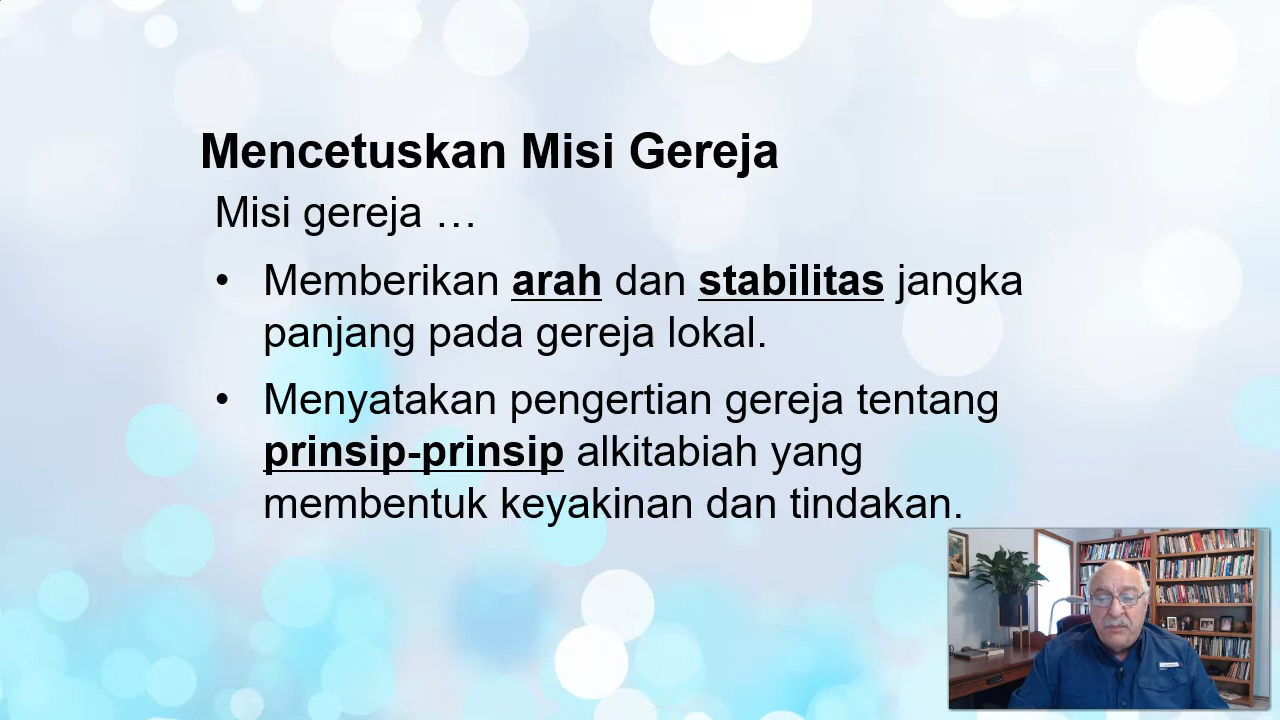 Mencetuskan Misi Gereja
Misi gereja …
• Memberikan arah dan stabilitas jangka
panjang pada gereja lokal.
• Menyatakan pengertian gereja tentang
prinsip-prinsip alkitabiah yang
membentuk keyakinan dan tindakan.